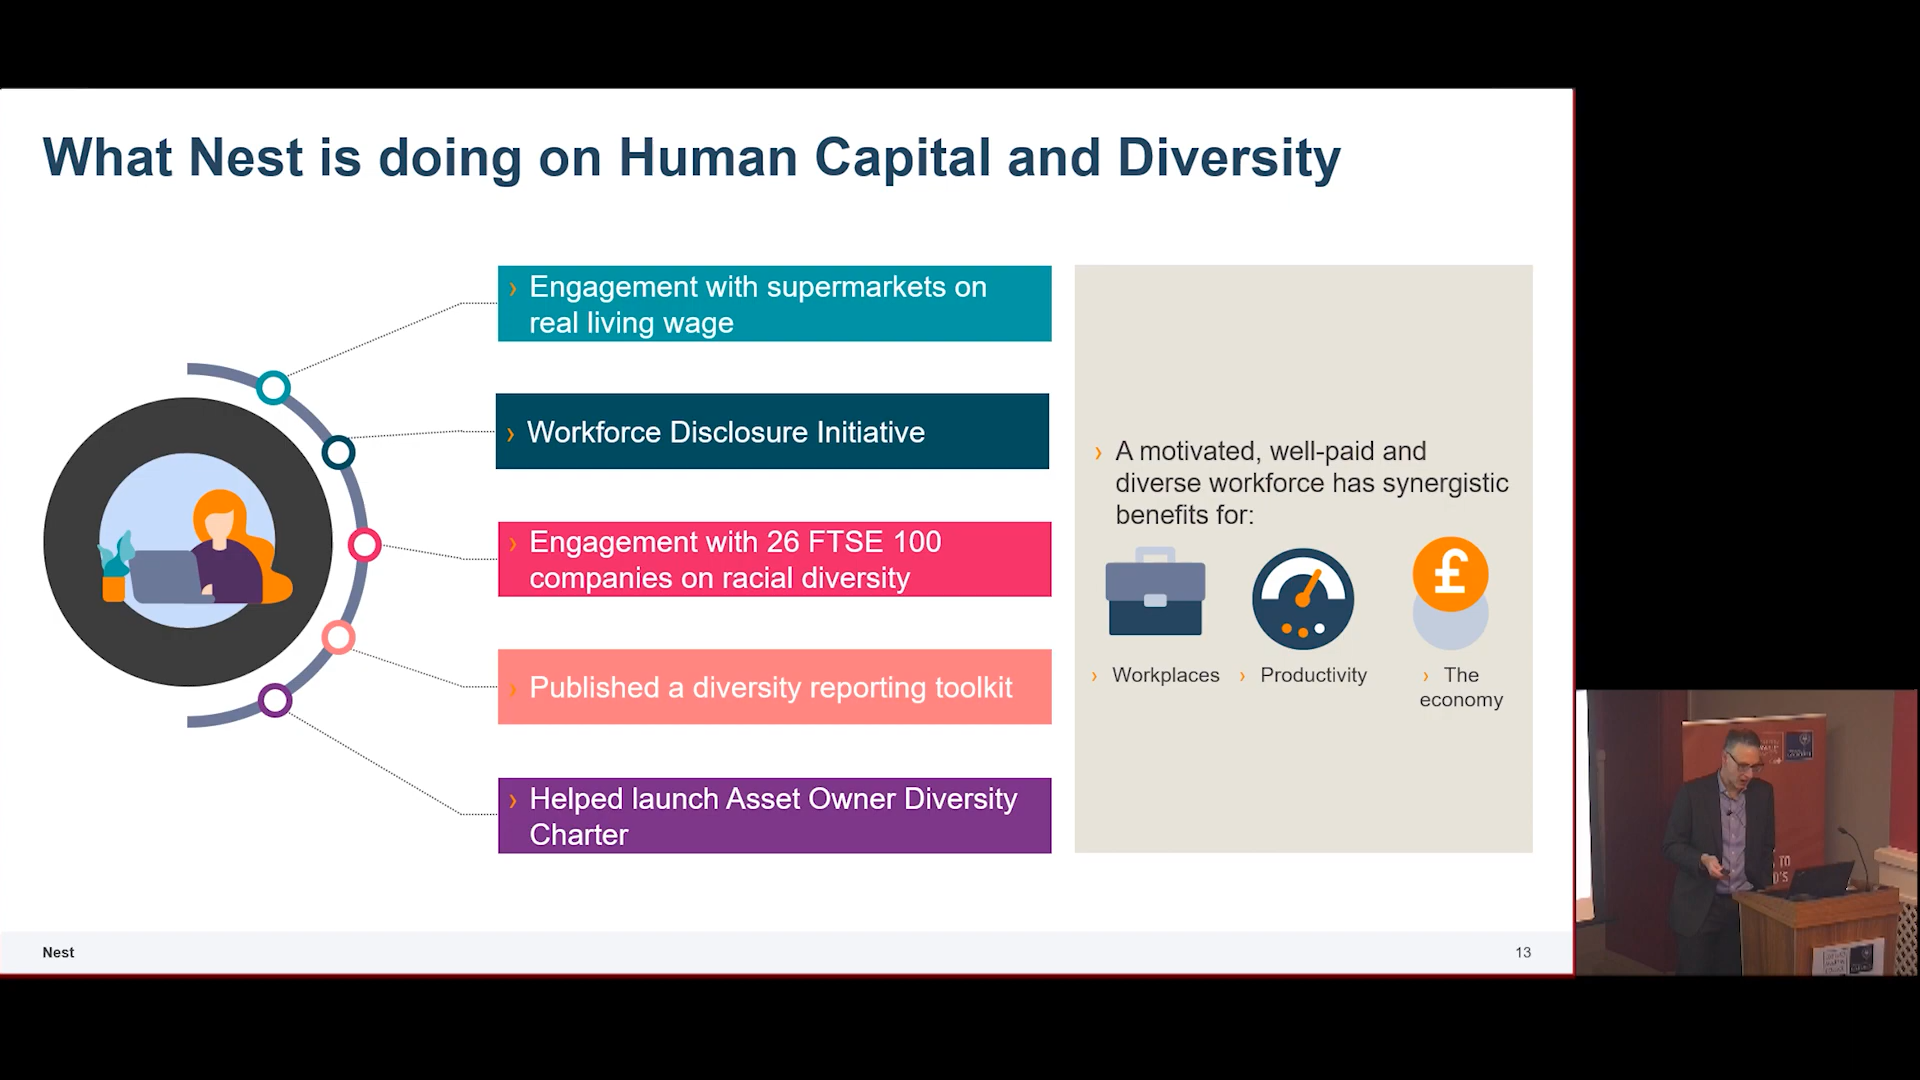 What Nest is doing on Human Capital and Diversity
› Engagement with supermarkets on
real living wage
› Workforce Disclosure Initiative
› Engagement with 26 FTSE 100
companies on racial diversity
› Published a diversity reporting toolkit
› Helped launch Asset Owner Diversity
Charter
› A motivated, well-paid and
diverse workforce has synergistic
benefits for:
£
› Workplaces
› Productivity
› The
economy
Nest
13